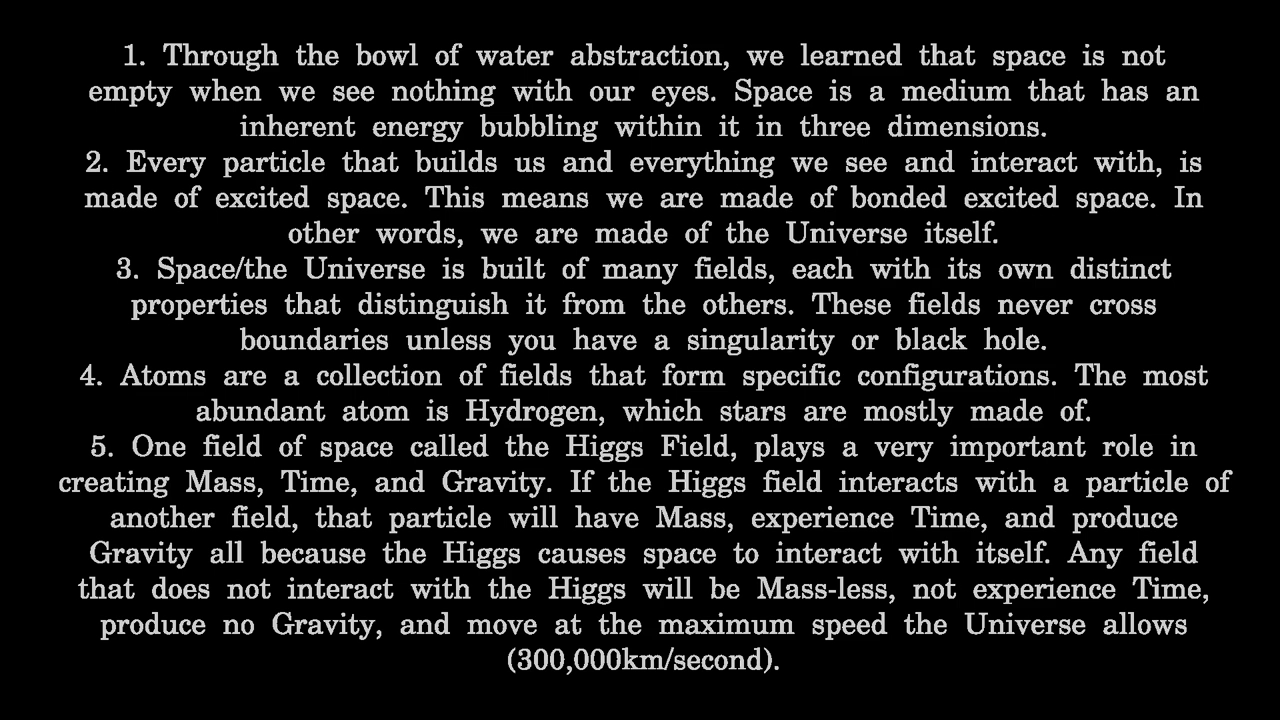 1. Through the bowl of water abstraction, we learned that space is not
empty when we see nothing with our eyes. Space is a medium that has an
inherent energy bubbling within it in three dimensions.
2. Every particle that builds us and everything we see and interact with, is
made of excited space. This means we are made of bonded excited space. In
other words, we are made of the Universe itself.
3. Space/the Universe is built of many fields, each with its own distinct
properties that distinguish it from the others. These fields never cross
boundaries unless you have a singularity or black hole.
4. Atoms are a collection of fields that form specific configurations. The most
abundant atom is Hydrogen, which stars are mostly made of.
5. One field of space called the Higgs Field, plays a very important role in
creating Mass, Time, and Gravity. If the Higgs field interacts with a particle of
another field, that particle will have Mass, experience Time, and produce
Gravity all because the Higgs causes space to interact with itself. Any field
that does not interact with the Higgs will be Mass-less, not experience Time,
produce no Gravity, and move at the maximum speed the Universe allows
(300,000km/second).